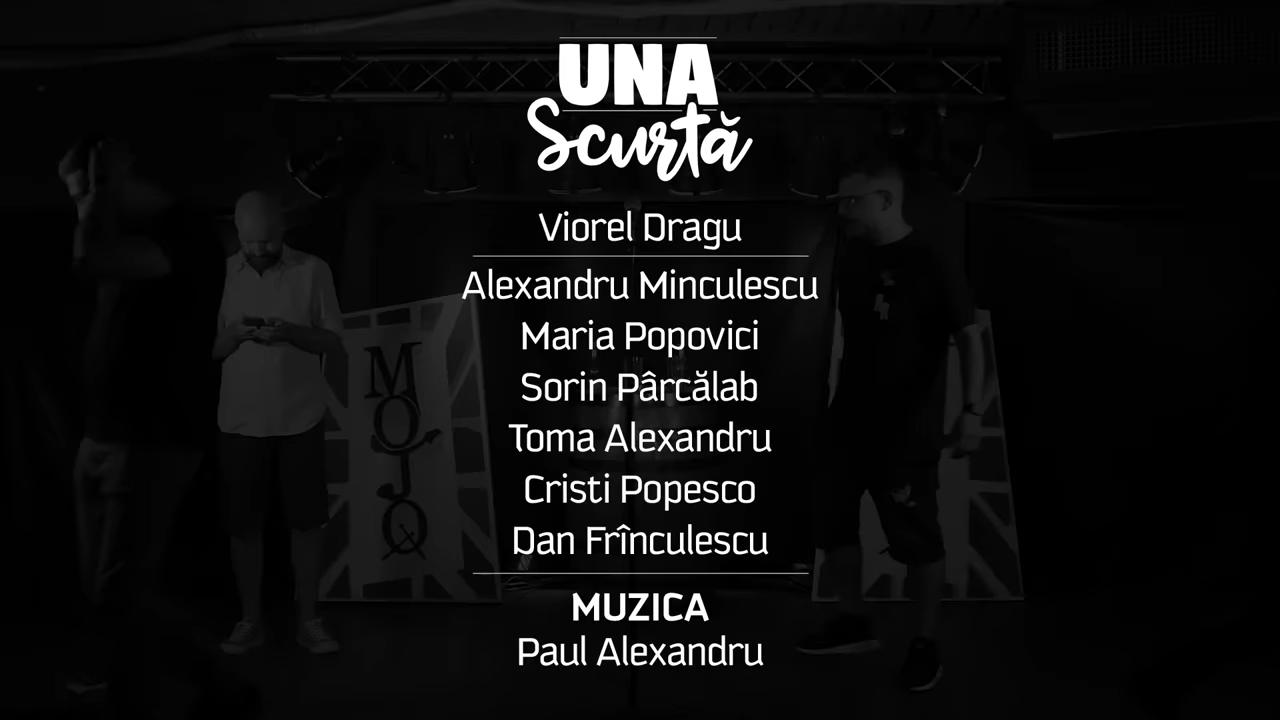 UNA
Scurtă
Viorel Dragu
Alexandru Minculescu
Maria Popovici
Sorin Pârcălab
Toma Alexandru
Cristi Popesco
Dan Frînculescu
MUZICA
Paul Alexandru
MOJO